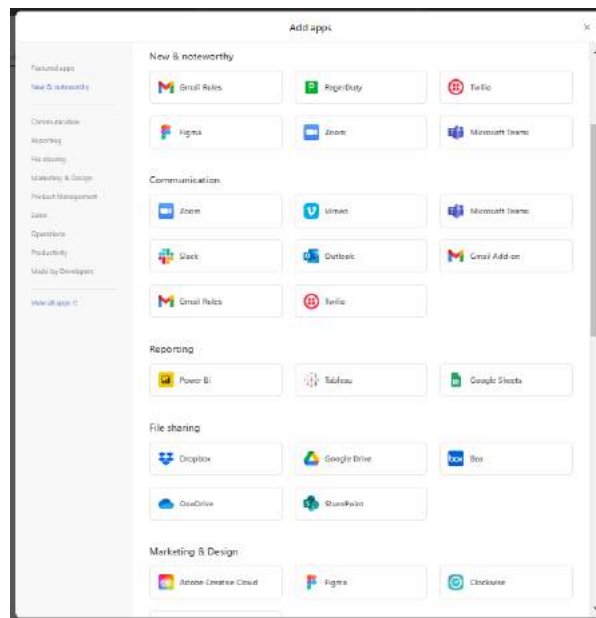 Add apps
Featured apps
New & noteworthy
Communication
Reporting
File sharing
Marketing & Design
Product Management
Sales
Operations
Productivity
Made by Developers
View all apps
New & noteworthy
Gmail Rules
PagerDuty
Twilio
Figma
Zoom
Microsoft Teams
Communication
Zoom
Vimeo
Microsoft Teams
Slack
Outlook
Gmail Add-on
Gmail Rules
Twilio
Reporting
Power BI
Tableau
Google Sheets
File sharing
Dropbox
Google Drive
box
Box
OneDrive
SharePoint
Marketing & Design
Adobe Creative Cloud
Figma
Clockwise